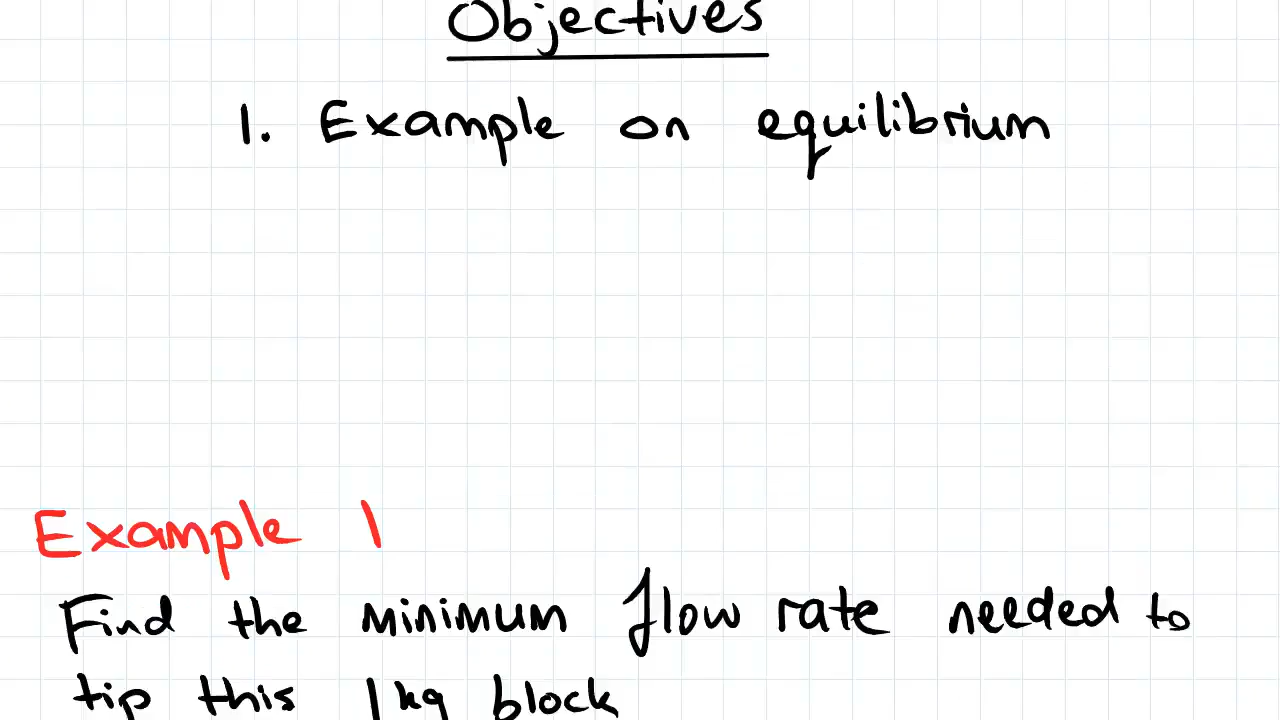 Objectives
1. Example on equilibrium
Example 1
Find the minimum flow rate needed to
tip this 1kg block